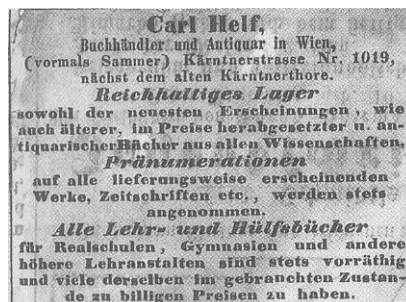 Carl Helf,
Buchhändler und Antiquar in Wien,
(vormals Sammer) Kärntnerstrasse Nr. 1019,
nächst dem alten Kärntnerthore.
Reichhaltiges Lager
sowohl der neuesten Erscheinungen, wie
auch älterer, im Preise herabgesetzter u. an-
tiquarischer Bücher aus allen Wissenschaften.
Pränumerationen
auf alle lieferungsweise erscheinenden
Werke, Zeitschriften etc., werden stets
angenommen.
Alle Lehr- und Hülfsbücher
für Realschulen, Gymnasien und andere
höhere Lehranstalten sind stets vorräthig
und viele derselben im gebrauchten Zustan-
de zu billigen Preisen zu haben.